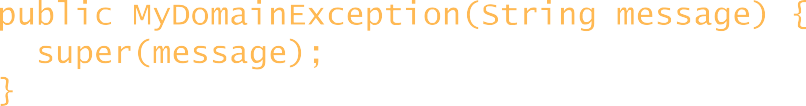 public MyDomainException(String message) {
  super(message);
}